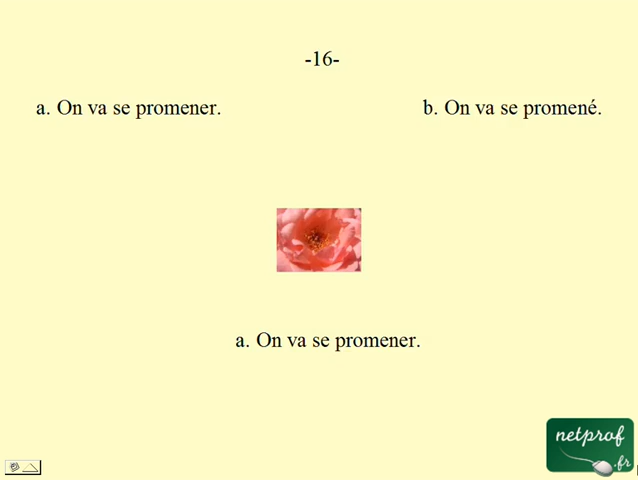 -16-
a. On va se promener.
b. On va se promené.
a. On va se promener.
netprof
.fr